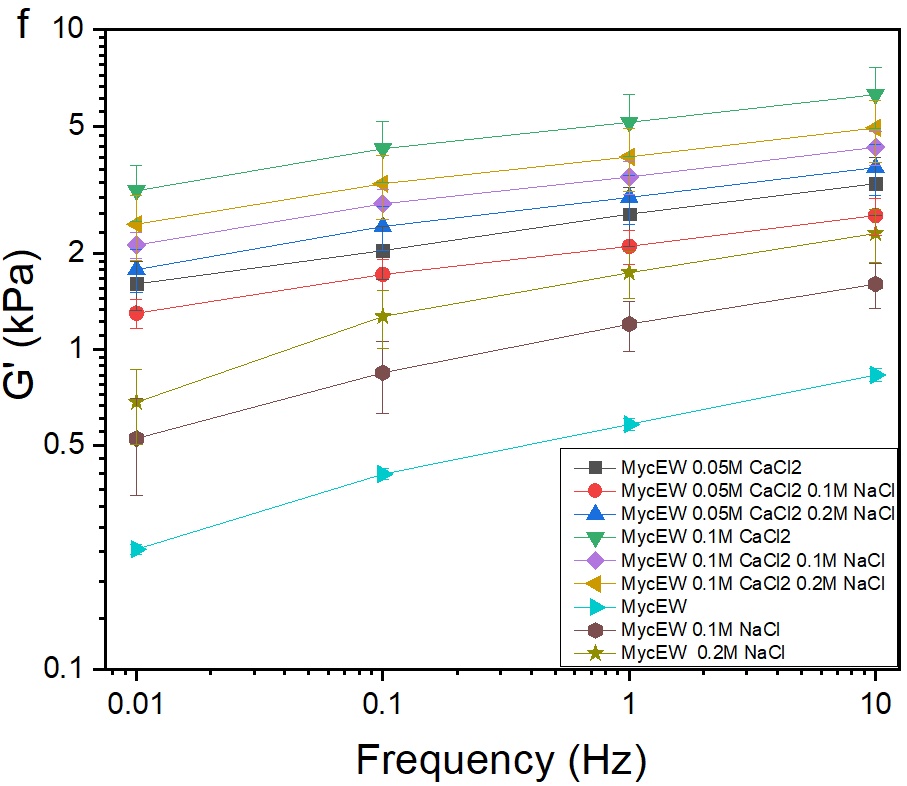 f
10
5
2
1
0.5
0.1
G' (kPa)
MycEW 0.05M CaCl2
MycEW 0.05M CaCl2 0.1M NaCl
MycEW 0.05M CaCl2 0.2M NaCl
MycEW 0.1M CaCl2
MycEW 0.1M CaCl2 0.1M NaCl
MycEW 0.1M CaCl2 0.2M NaCl
MycEW
MycEW 0.1M NaCl
MycEW  0.2M NaCl
0.01 0.1 1 10
Frequency (Hz)